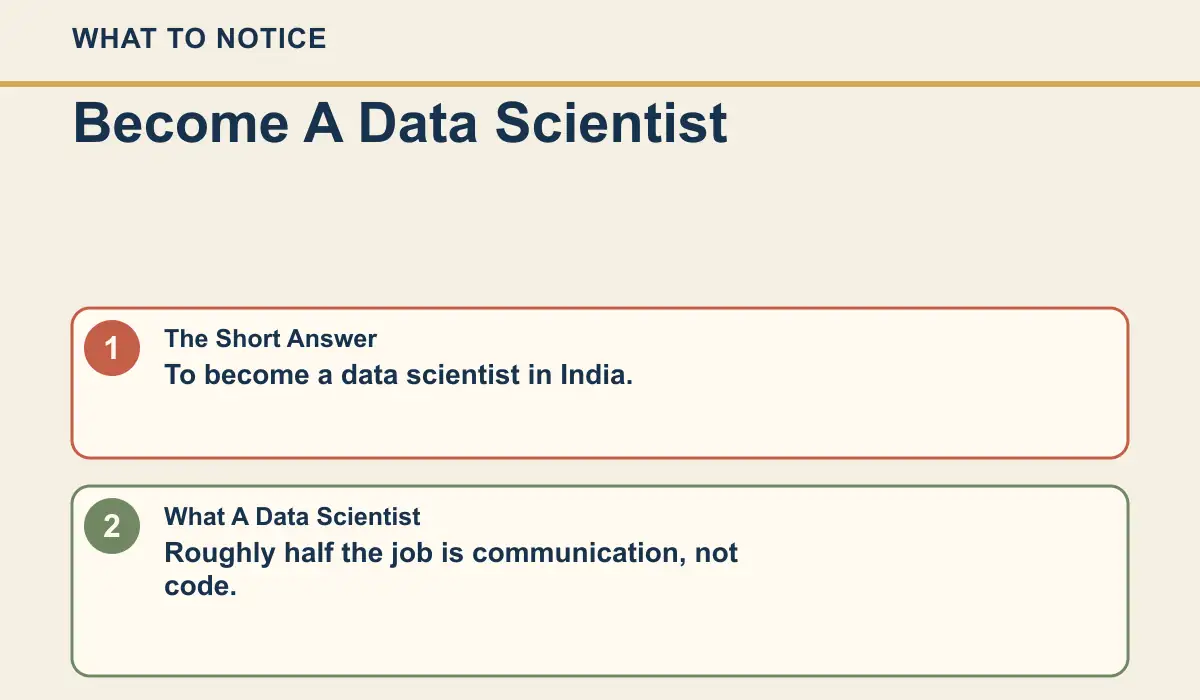 WHAT TO NOTICE
Become A Data Scientist
1
The Short Answer
To become a data scientist in India.
2
What A Data Scientist
Roughly half the job is communication, not
code.